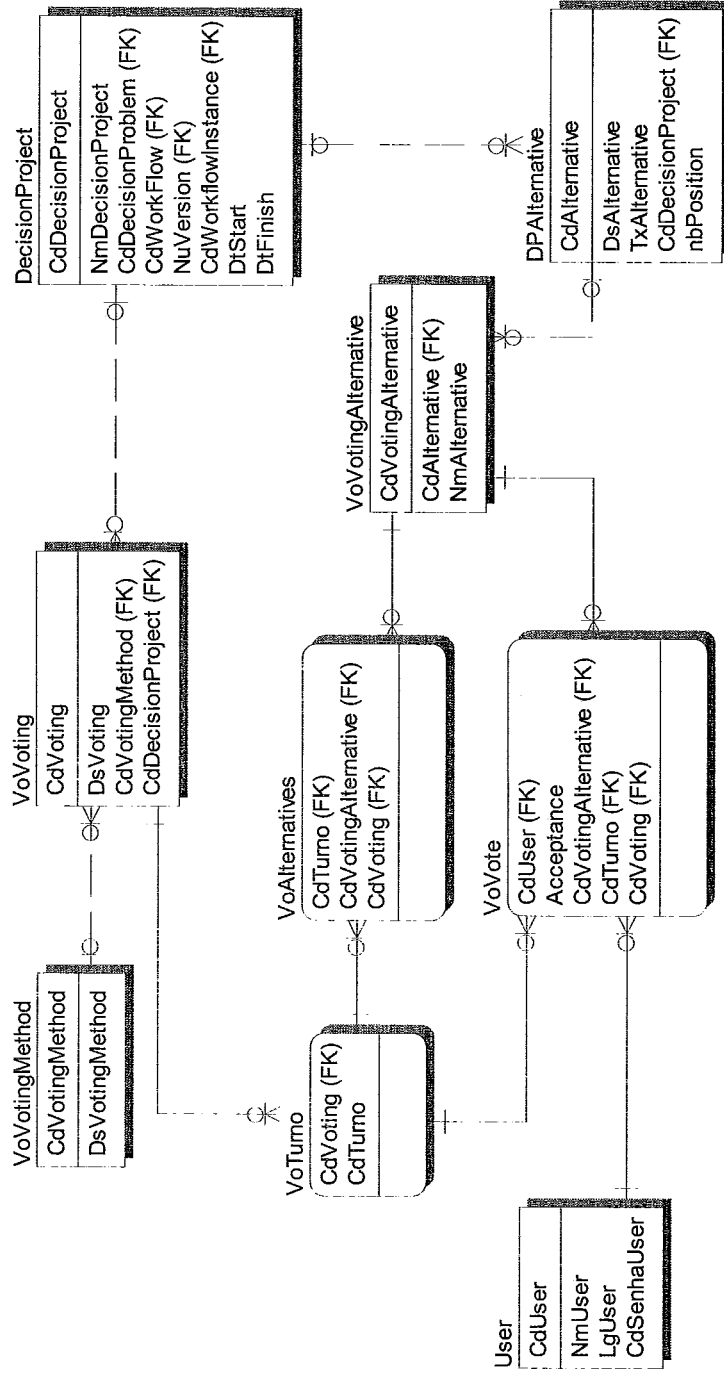 VoVotingMethod
CdVotingMethod
DsVotingMethod
VoVoting
CdVoting
DsVoting
CdVotingMethod (FK)
CdDecisionProject (FK)
DecisionProject
CdDecisionProject
NmDecisionProject
CdDecisionProblem (FK)
CdWorkFlow (FK)
NuVersion (FK)
CdWorkflowInstance (FK)
DtStart
DtFinish
VoTurno
CdVoting (FK)
CdTurno
VoAlternatives
CdTurno (FK)
CdVotingAlternative (FK)
CdVoting (FK)
VoVotingAlternative
CdVotingAlternative
CdAlternative (FK)
NmAlternative
User
CdUser
NmUser
LgUser
CdSenhaUser
VoVote
CdUser (FK)
Acceptance
CdVotingAlternative (FK)
CdTurno (FK)
CdVoting (FK)
DPAlternative
CdAlternative
DsAlternative
TxAlternative
CdDecisionProject (FK)
nbPosition